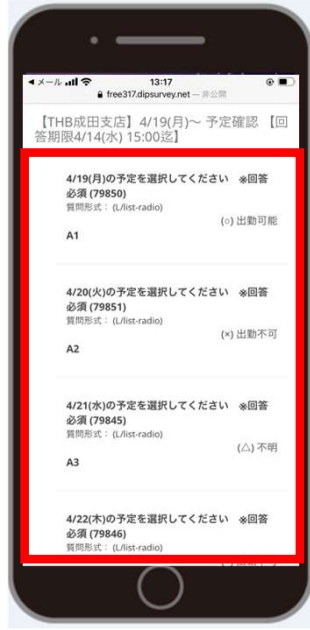 メール 13:17
free317.dipsurvey.net — 非公開
【THB成田支店】4/19(月)～ 予定確認 【回
答期限4/14(水) 15:00迄】
4/19(月)の予定を選択してください ※回答
必須 (79850)
質問形式： (L/list-radio)
(○) 出勤可能
A1
4/20(火)の予定を選択してください ※回答
必須 (79851)
質問形式： (L/list-radio)
(×) 出勤不可
A2
4/21(水)の予定を選択してください ※回答
必須 (79845)
質問形式： (L/list-radio)
(△) 不明
A3
4/22(木)の予定を選択してください ※回答
必須 (79846)
質問形式： (L/list-radio)